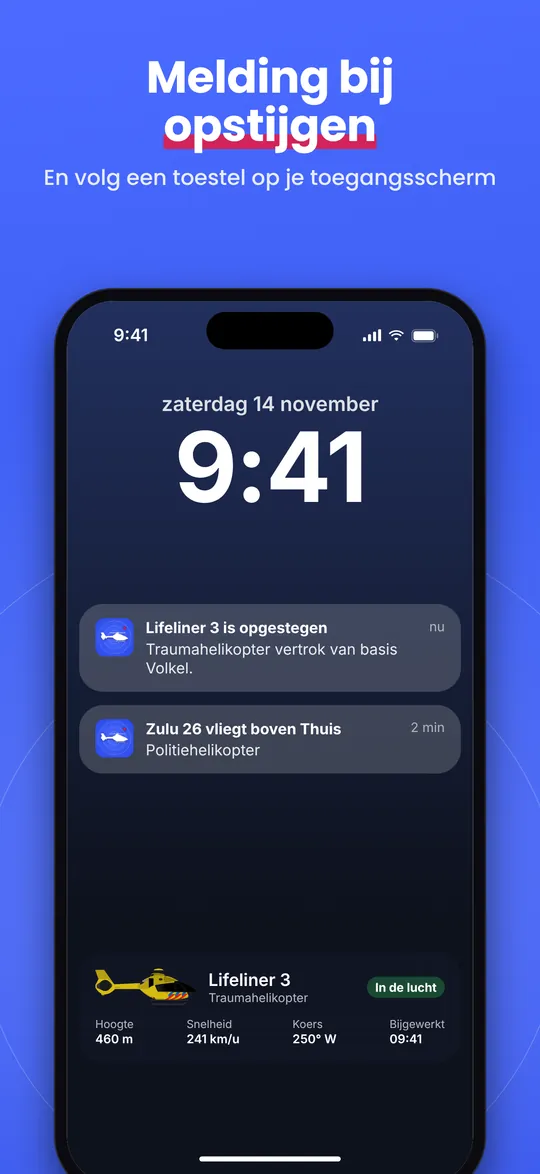 Melding bij
opstijgen
En volg een toestel op je toegangsscherm
9:41
zaterdag 14 november
9:41
Lifeliner 3 is opgestegen
nu
Traumahelikopter vertrok van basis
Volkel.
Zulu 26 vliegt boven Thuis
2 min
Politiehelikopter
Lifeliner 3
Traumahelikopter
In de lucht
Hoogte
460 m
Snelheid
241 km/u
Koers
250° W
Bijgewerkt
09:41